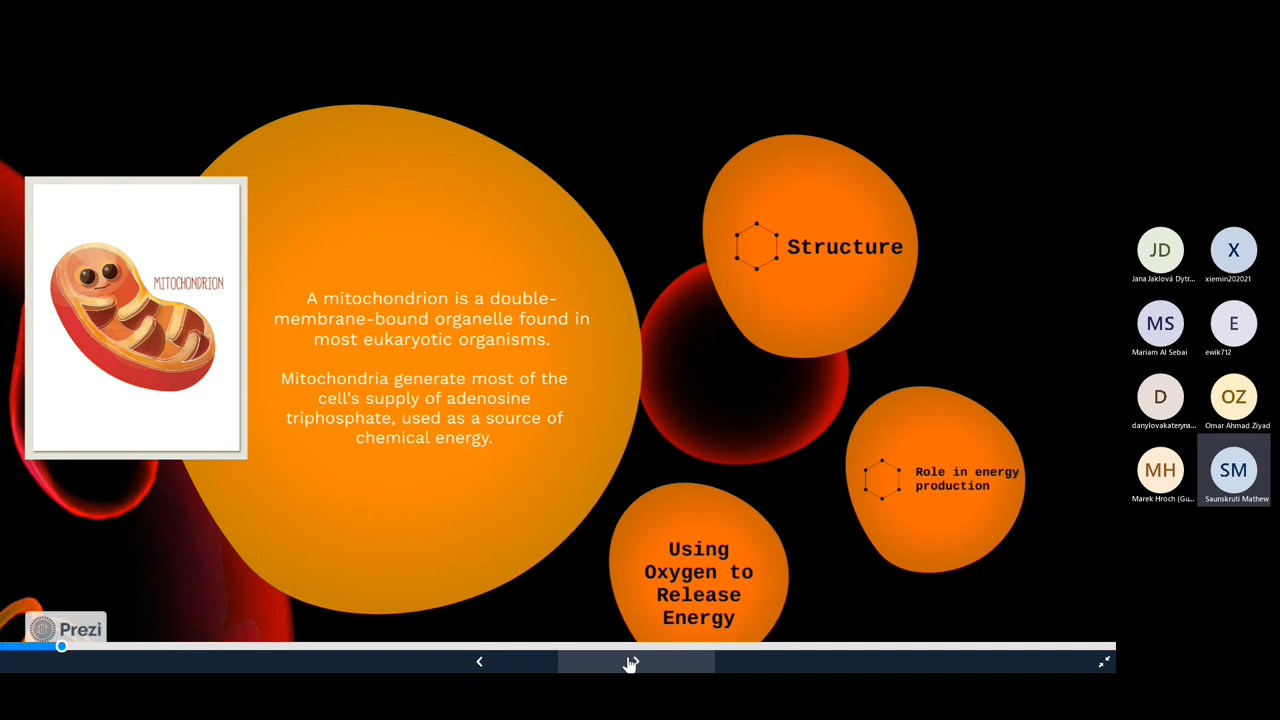 MITOCHONDRION
A mitochondrion is a double-
membrane-bound organelle found in
most eukaryotic organisms.
Mitochondria generate most of the
cell's supply of adenosine
triphosphate, used as a source of
chemical energy.
Structure
Role in energy
production
Using
Oxygen to
Release
Energy
Prezi
JD
X
Jana Jaklová Dytr...
xiemin202021
MS
E
Mariam Al Sebai
ewik712
D
OZ
danylovakateryna...
Omar Ahmad Ziyad
MH
SM
Marek Hroch (Gu...
Saunskruti Mathew